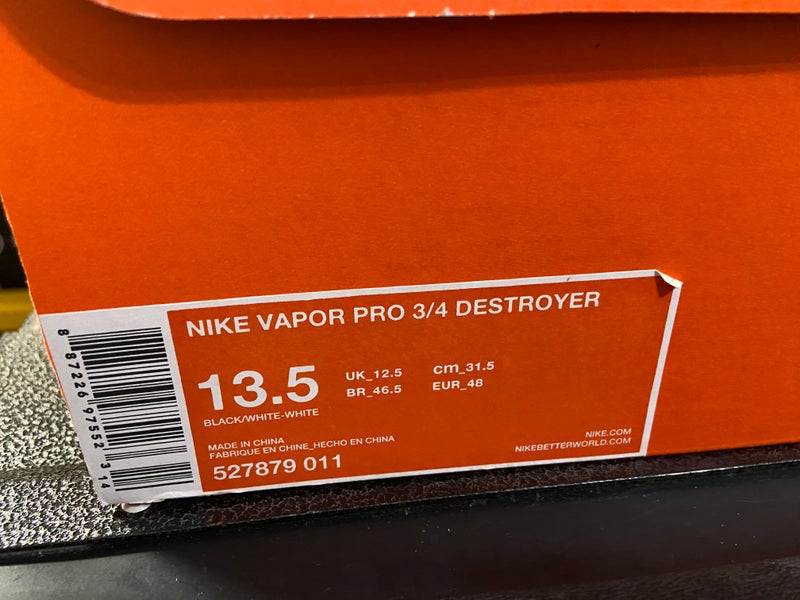 NIKE VAPOR PRO 3/4 DESTROYER
13.5
UK_12.5 cm_31.5
BR_46.5 EUR_48
BLACK/WHITE-WHITE
MADE IN CHINA
FABRIQUE EN CHINE_HECHO EN CHINA
527879 011
NIKE.COM
NIKEBETTERWORLD.COM
8 87226 97552 3 14